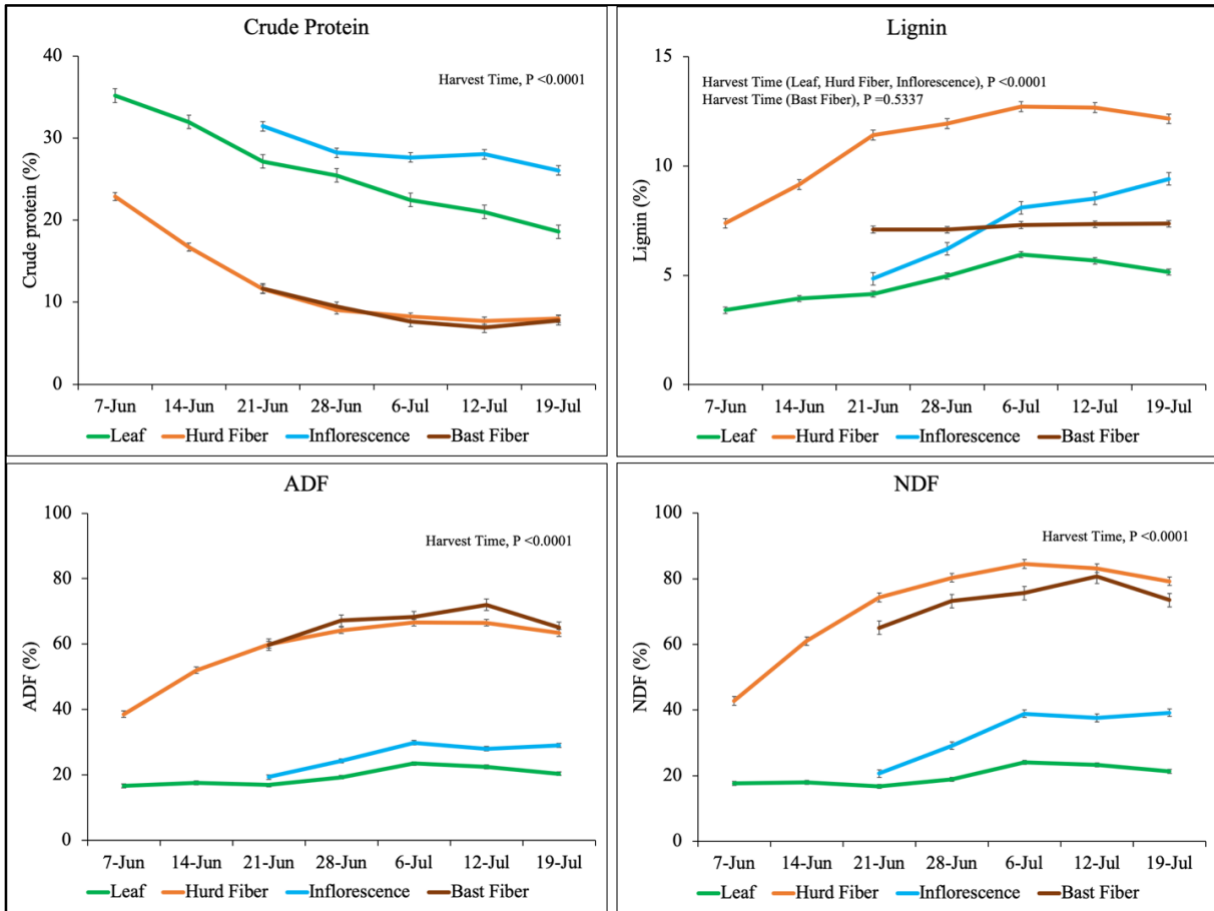 Crude Protein
Harvest Time, P <0.0001
Crude protein (%)
40
30
20
10
0
7-Jun 14-Jun 21-Jun 28-Jun 6-Jul 12-Jul 19-Jul
Leaf Hurd Fiber Inflorescence Bast Fiber
Lignin
Harvest Time (Leaf, Hurd Fiber, Inflorescence), P <0.0001
Harvest Time (Bast Fiber), P =0.5337
Lignin (%)
15
10
5
0
7-Jun 14-Jun 21-Jun 28-Jun 6-Jul 12-Jul 19-Jul
Leaf Hurd Fiber Inflorescence Bast Fiber
ADF
Harvest Time, P <0.0001
ADF (%)
100
80
60
40
20
0
7-Jun 14-Jun 21-Jun 28-Jun 6-Jul 12-Jul 19-Jul
Leaf Hurd Fiber Inflorescence Bast Fiber
NDF
Harvest Time, P <0.0001
NDF (%)
100
80
60
40
20
0
7-Jun 14-Jun 21-Jun 28-Jun 6-Jul 12-Jul 19-Jul
Leaf Hurd Fiber Inflorescence Bast Fiber